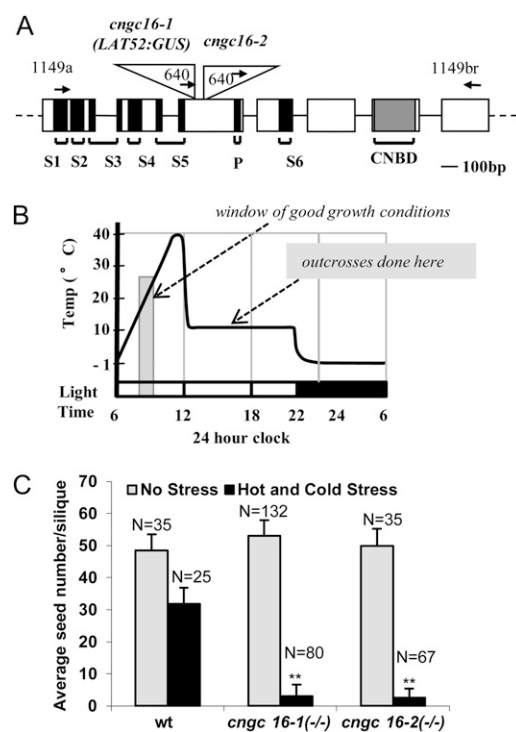 A
cngc16-1
(LAT52:GUS)
cngc16-2
1149a
640
640
1149br
S1 S2 S3 S4 S5 P S6 CNBD
100bp
B
window of good growth conditions
outcrosses done here
Temp (° C)
40
30
20
10
-1
Light
Time
6 12 18 22 24 6
24 hour clock
C
No Stress Hot and Cold Stress
Average seed number/silique
70
60
50
40
30
20
10
0
N=35
N=25
N=132
N=80
**
N=35
N=67
**
wt cngc 16-1(-/-) cngc 16-2(-/-)